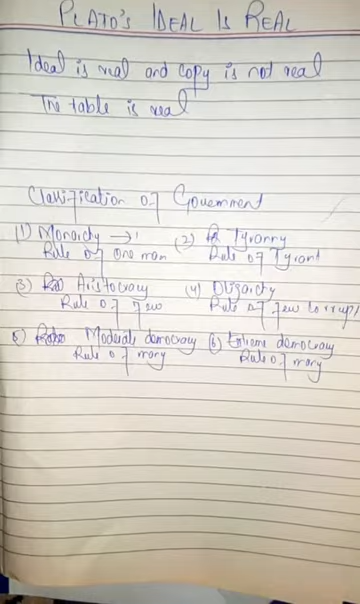 PLATO'S IDEAL IS REAL
Ideal is real and copy is not real
The table is real
Classification of Government
(1) Monarchy → (2) Tyranny
Rule of One man Rule of Tyrant
(3) Aristocracy (4) Oligarchy
Rule of few Rule of few corrupt
5) Moderate democracy (6) Extreme democracy
Rule of many Rule of many